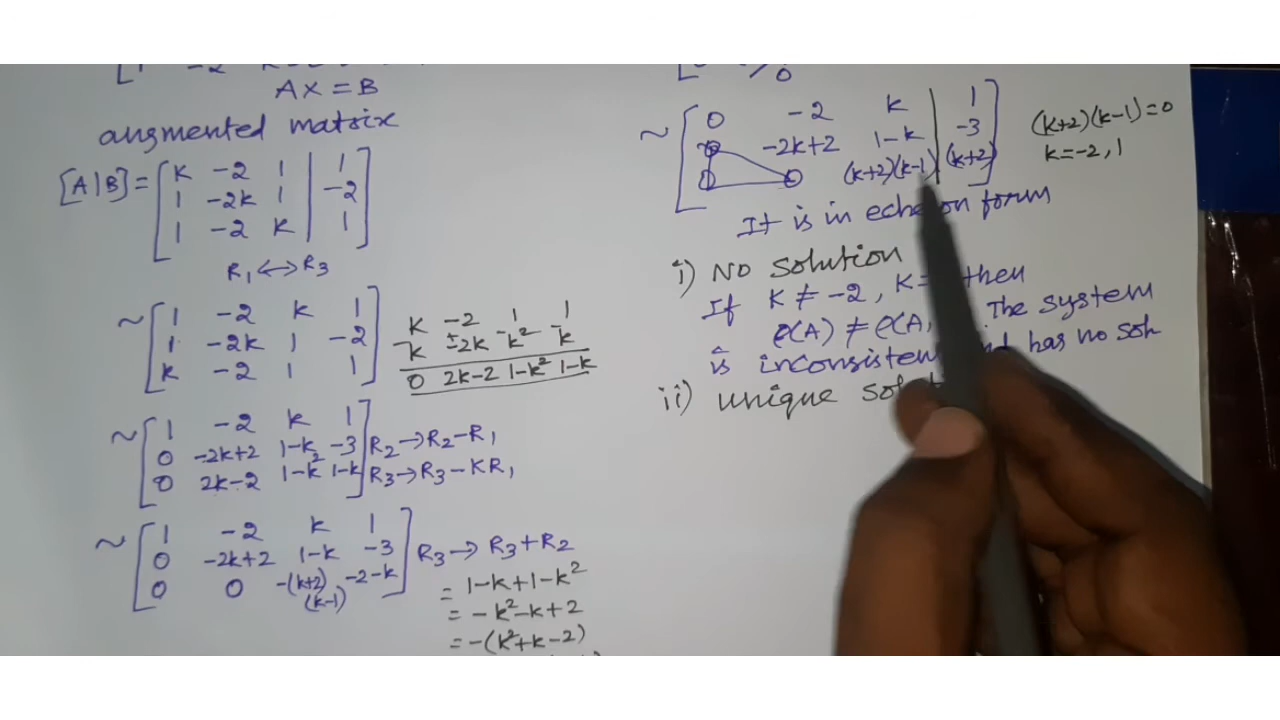 AX = B
augmented matrix
[A|B] = [k -2 1 | 1]
[1 -2k 1 | -2]
[1 -2 k | 1]
R₁ ↔ R₃
~ [1 -2 k 1]
[1 -2k 1 -2]
[k -2 1 1]
k -2 1 1
-k ±2k -k² -k
0 2k-2 1-k² 1-k
~ [1 -2 k 1]
[0 -2k+2 1-k -3] R₂→R₂-R₁
[0 2k-2 1-k² 1-k] R₃→R₃-KR₁
~ [1 -2 k 1]
[0 -2k+2 1-k -3] R₃→R₃+R₂
[0 0 -(k+2)(k-1) -2-k]
= 1-k+1-k²
= -k²-k+2
= -(k²+k-2)
~ [0 -2 k | 1]
[0 -2k+2 1-k | -3]
[0 0 (k+2)(k-1) | (k+2)]
(k+2)(k-1)=0
k=-2,1
It is in echelon form
i) No solution
If k ≠ -2, k= then
ρ(A) ≠ ρ(A, The system
is inconsistent has no soln
ii) unique